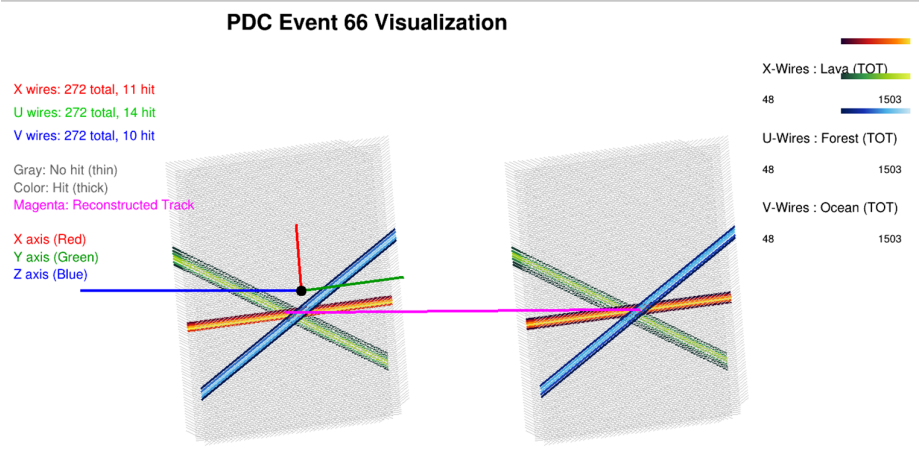 PDC Event 66 Visualization
X wires: 272 total, 11 hit
U wires: 272 total, 14 hit
V wires: 272 total, 10 hit
Gray: No hit (thin)
Color: Hit (thick)
Magenta: Reconstructed Track
X axis (Red)
Y axis (Green)
Z axis (Blue)
X-Wires : Lava (TOT)
48 1503
U-Wires : Forest (TOT)
48 1503
V-Wires : Ocean (TOT)
48 1503